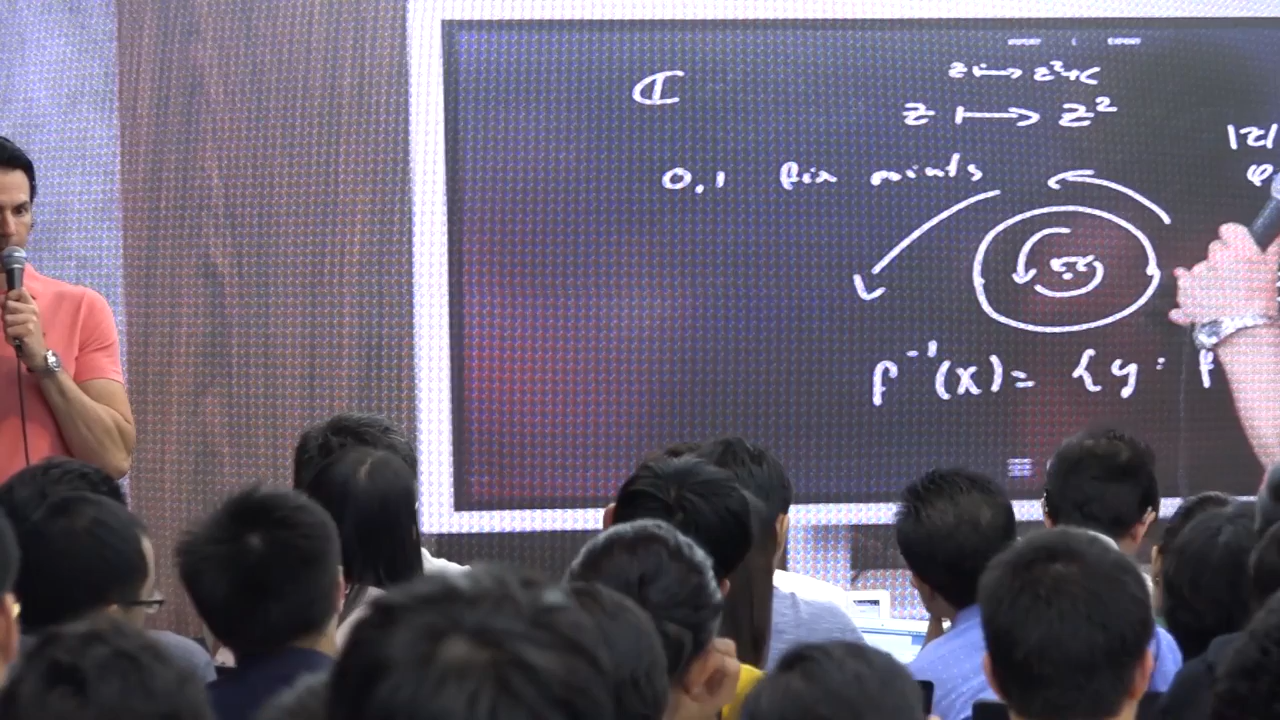 ℂ
z ↦ z²+c
z ↦ z²
|z|
φ
0,1 fix points
f⁻¹(x) = {y : f